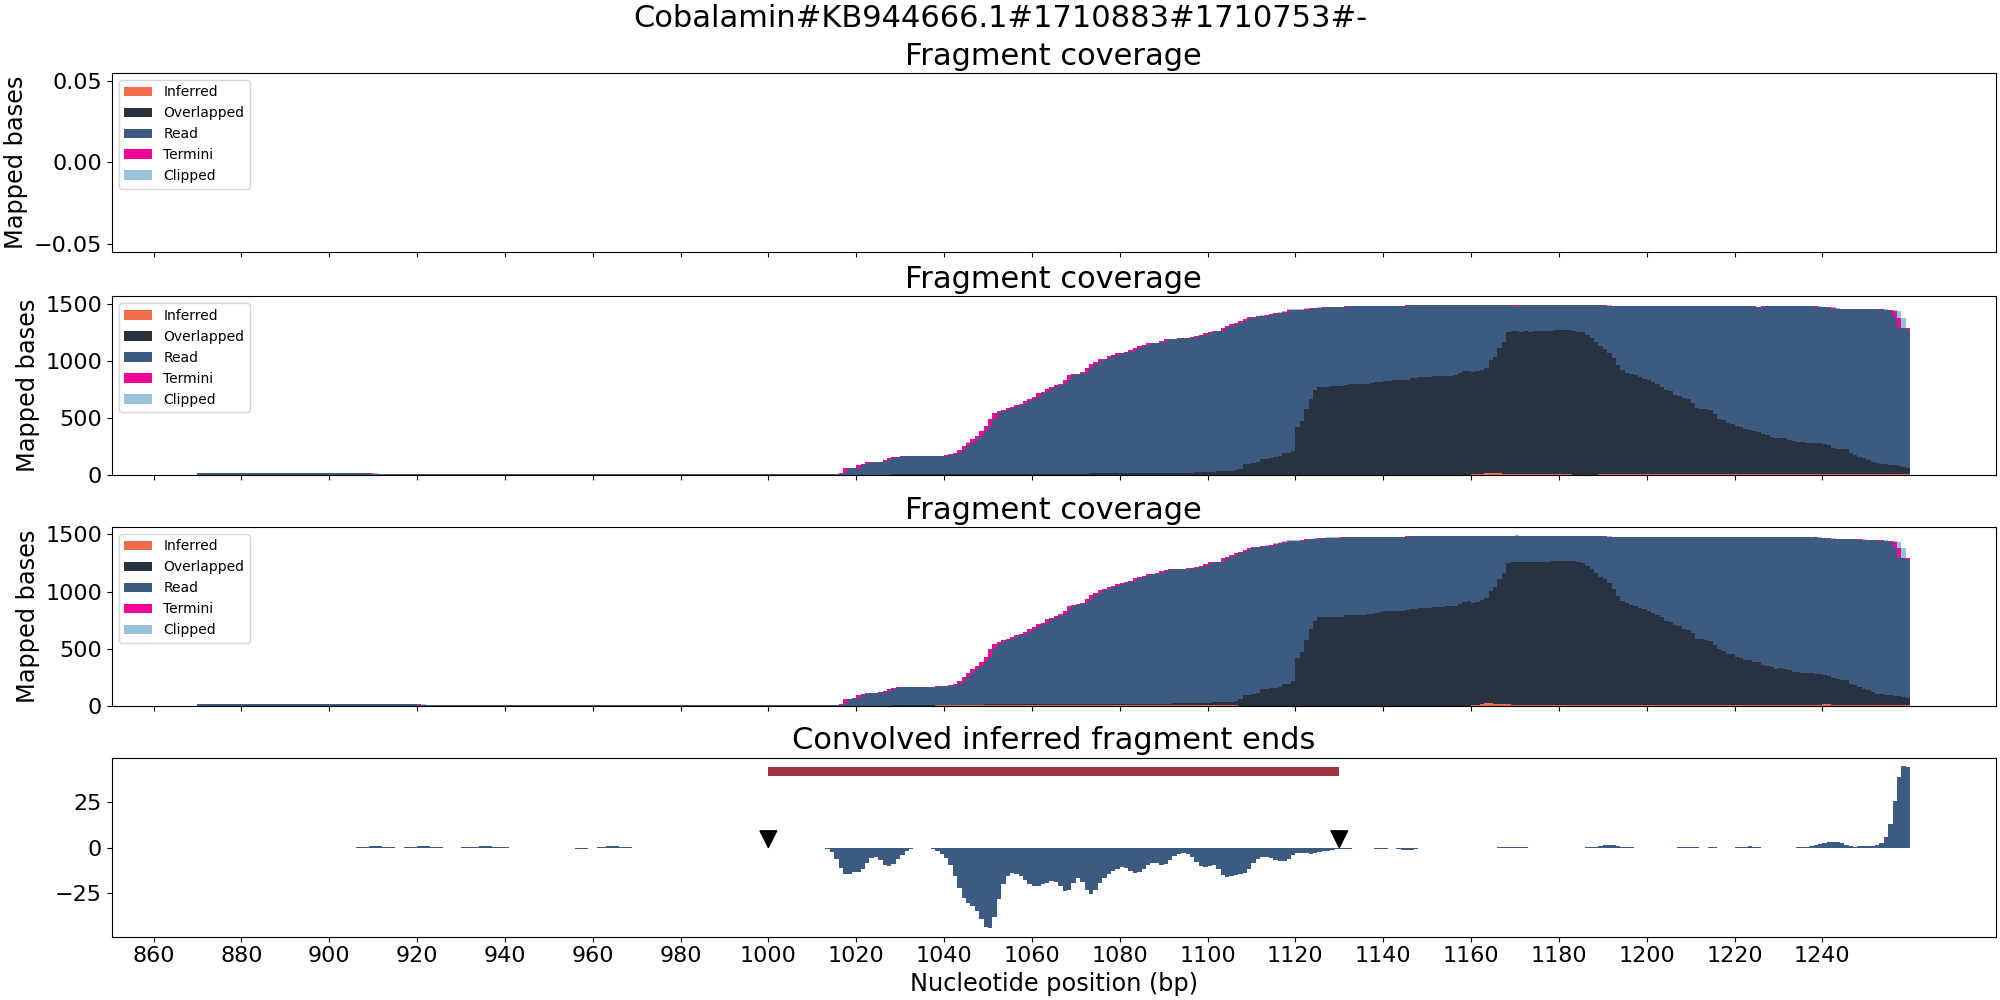 Cobalamin#KB944666.1#1710883#1710753#-
Fragment coverage
Mapped bases
0.05
0.00
−0.05
Inferred
Overlapped
Read
Termini
Clipped
Fragment coverage
Mapped bases
1500
1000
500
0
Inferred
Overlapped
Read
Termini
Clipped
Fragment coverage
Mapped bases
1500
1000
500
0
Inferred
Overlapped
Read
Termini
Clipped
Convolved inferred fragment ends
25
0
−25
860 880 900 920 940 960 980 1000 1020 1040 1060 1080 1100 1120 1140 1160 1180 1200 1220 1240
Nucleotide position (bp)